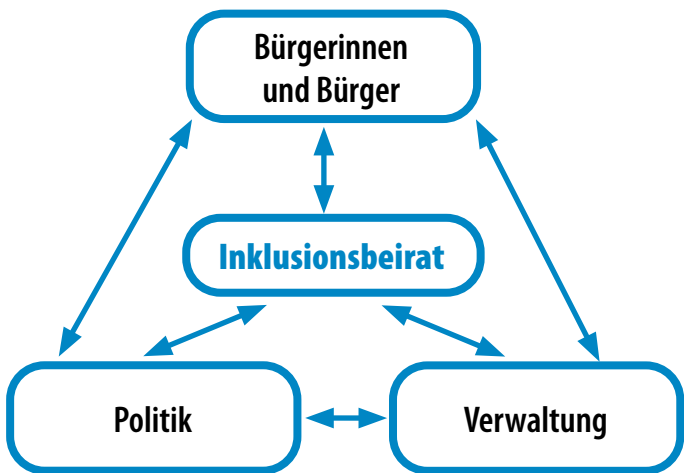 Bürgerinnen
und Bürger
Inklusionsbeirat
Politik
Verwaltung